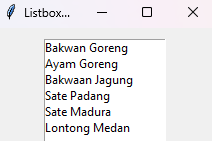 Listbox...
Bakwan Goreng
Ayam Goreng
Bakwaan Jagung
Sate Padang
Sate Madura
Lontong Medan